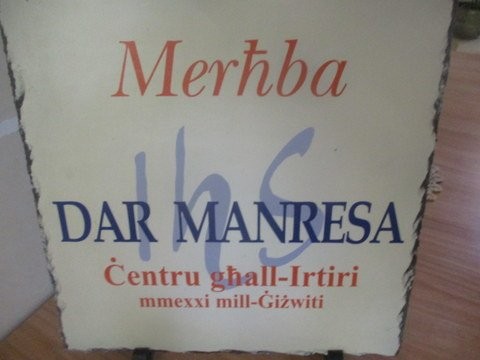 Merħba
ihs
DAR MANRESA
Ċentru għall-Irtiri
mmexxi mill-Ġiżwiti